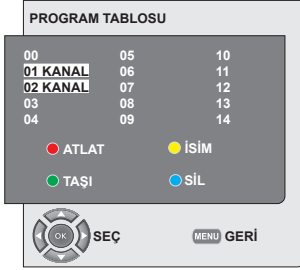 PROGRAM TABLOSU
00 05 10
01 KANAL 06 11
02 KANAL 07 12
03 08 13
04 09 14
ATLAT İSİM
TAŞI SİL
OK SEÇ MENU GERİ